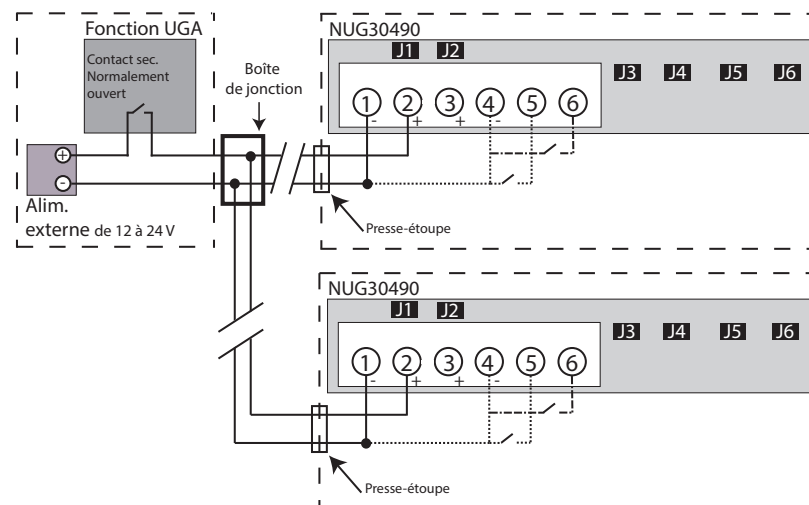 Fonction UGA
Contact sec.
Normalement
ouvert
Boîte
de jonction
+
-
Alim.
externe de 12 à 24 V
NUG30490
J1 J2
J3 J4 J5 J6
1 2 3 4 5 6
- + + -
Presse-étoupe
NUG30490
J1 J2
J3 J4 J5 J6
1 2 3 4 5 6
- + + -
Presse-étoupe